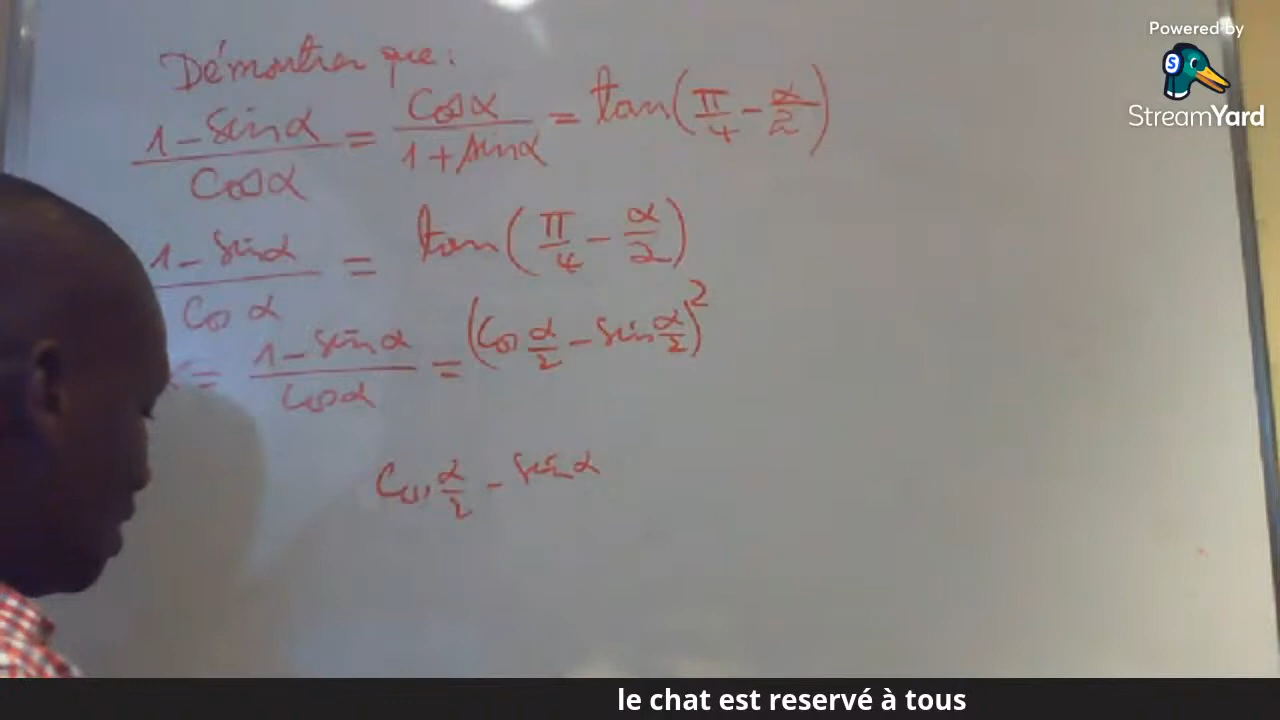 Powered by
StreamYard
Démontrer que :
1 - sin α / cos α = cos α / 1 + sin α = tan(π/4 - α/2)
1 - sin α / cos α = tan(π/4 - α/2)
= 1 - sin α / cos α = (cos α/2 - sin α/2)²
cos α/2 - sin α
le chat est reservé à tous